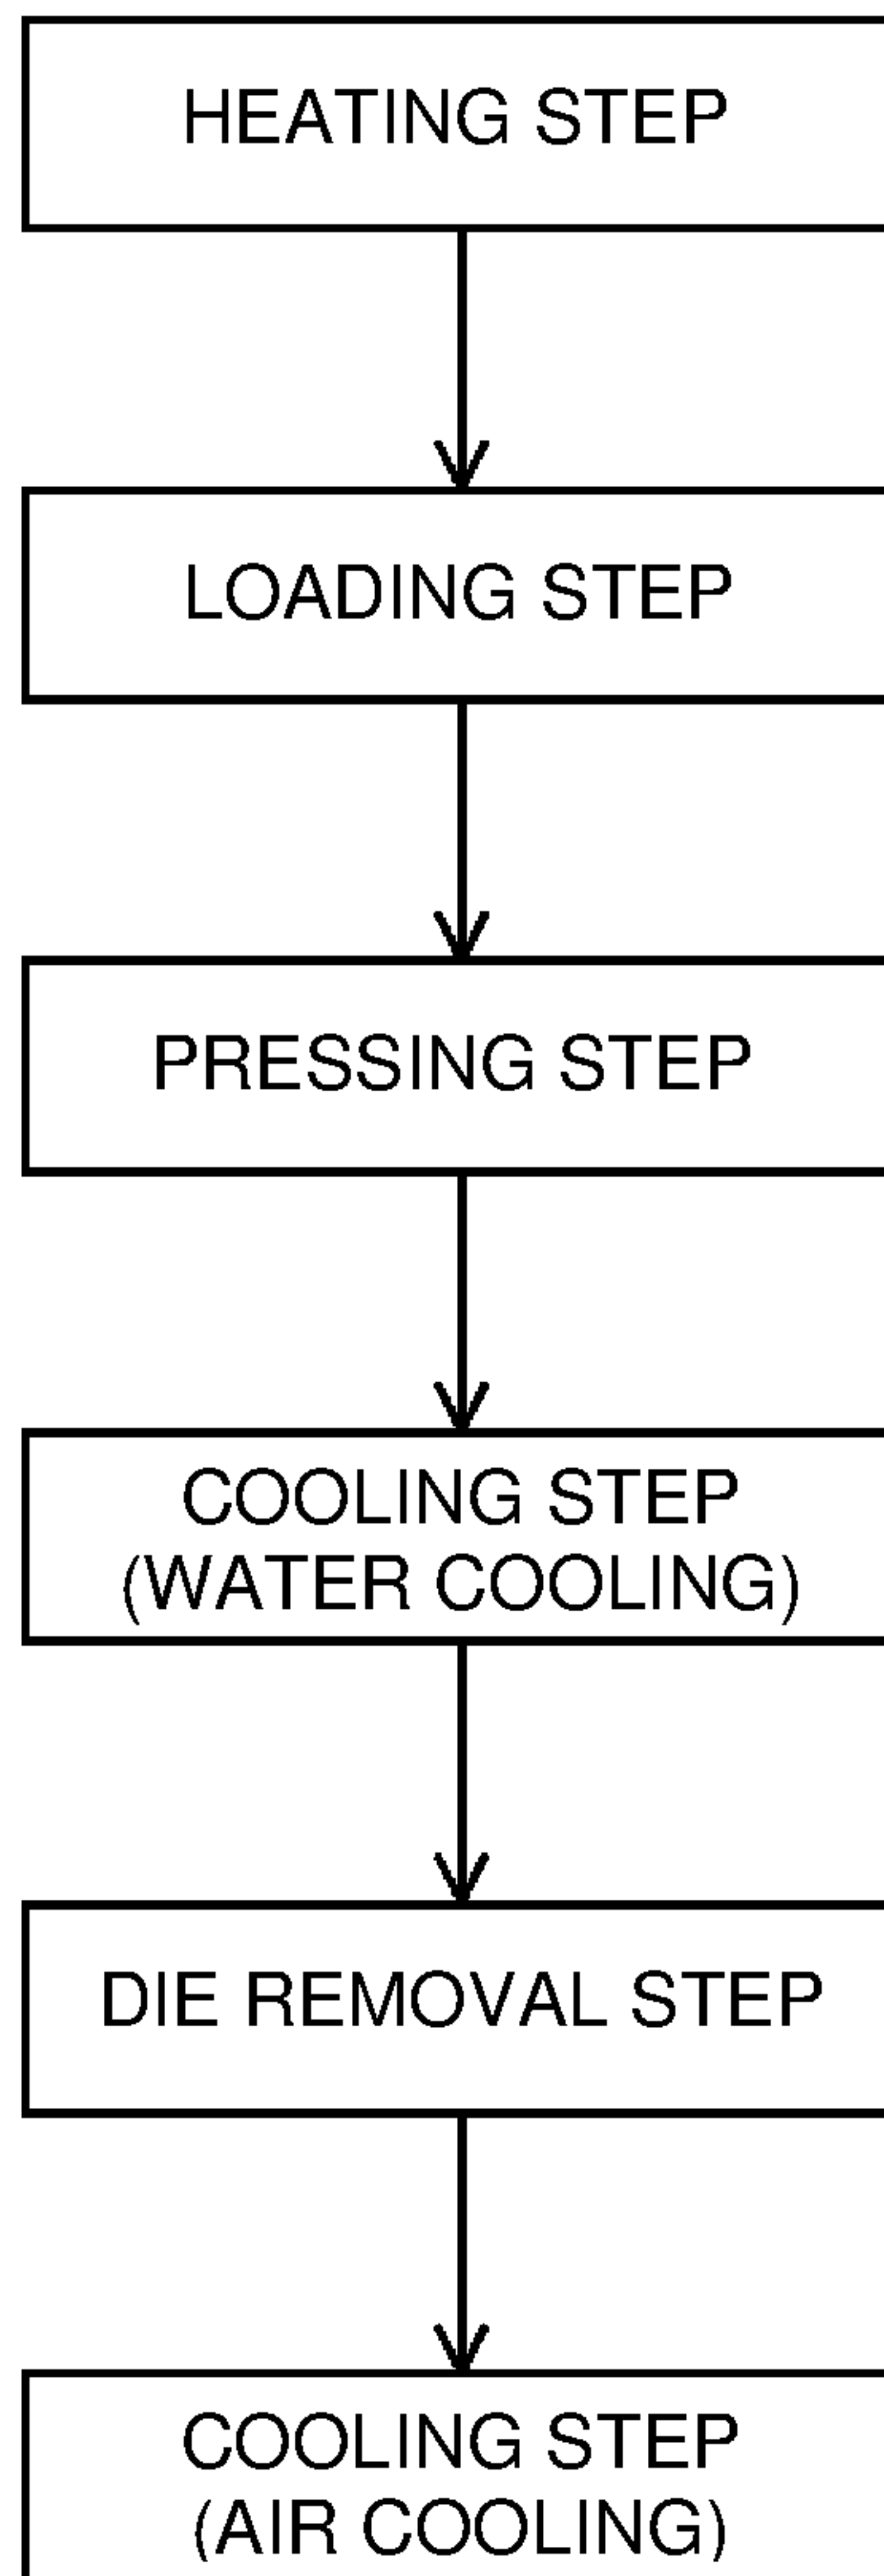 HEATING STEP
LOADING STEP
PRESSING STEP
COOLING STEP
(WATER COOLING)
DIE REMOVAL STEP
COOLING STEP
(AIR COOLING)